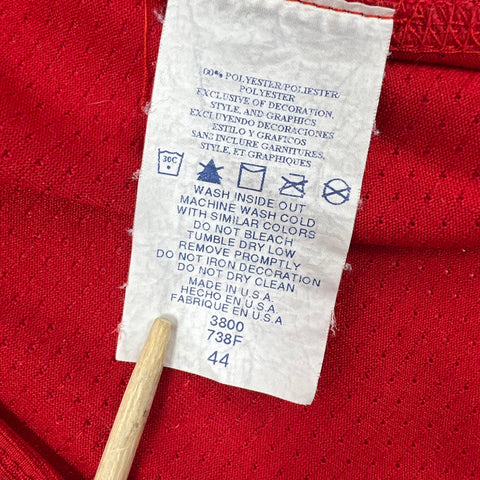 00% POLYESTER/POLIESTER/
POLYESTER
EXCLUSIVE OF DECORATION,
STYLE, AND GRAPHICS
EXCLUYENDO DECORACIONES
ESTILO Y GRAFICOS
SANS INCLURE GARNITURES,
STYLE, ET GRAPHIQUES
30C
WASH INSIDE OUT
MACHINE WASH COLD
WITH SIMILAR COLORS
DO NOT BLEACH
TUMBLE DRY LOW
REMOVE PROMPTLY
DO NOT IRON DECORATION
DO NOT DRY CLEAN
MADE IN U.S.A.
HECHO EN U.S.A.
FABRIQUE EN U.S.A.
3800
738F
44